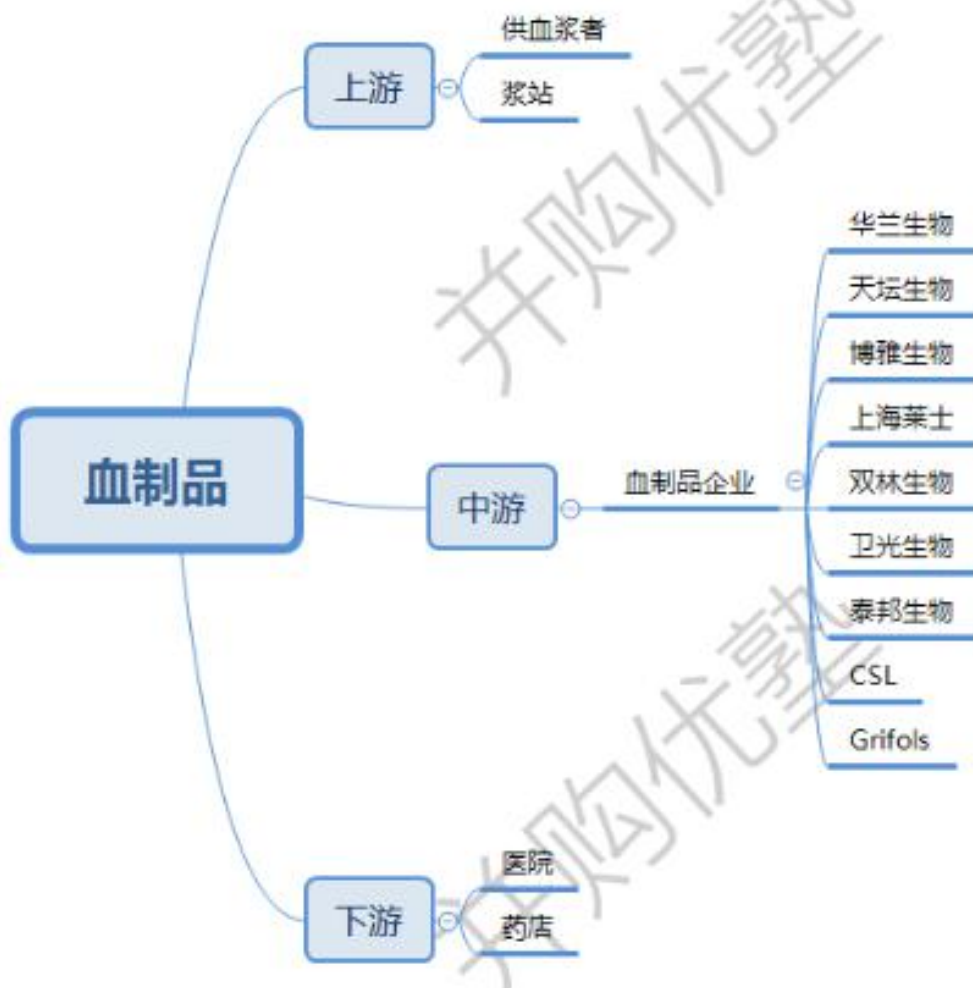 供血浆者
上游
浆站
并购优塾
华兰生物
天坛生物
博雅生物
上海莱士
血制品
中游
血制品企业
双林生物
卫光生物
泰邦生物
CSL
Grifols
并购优塾
医院
下游
药店